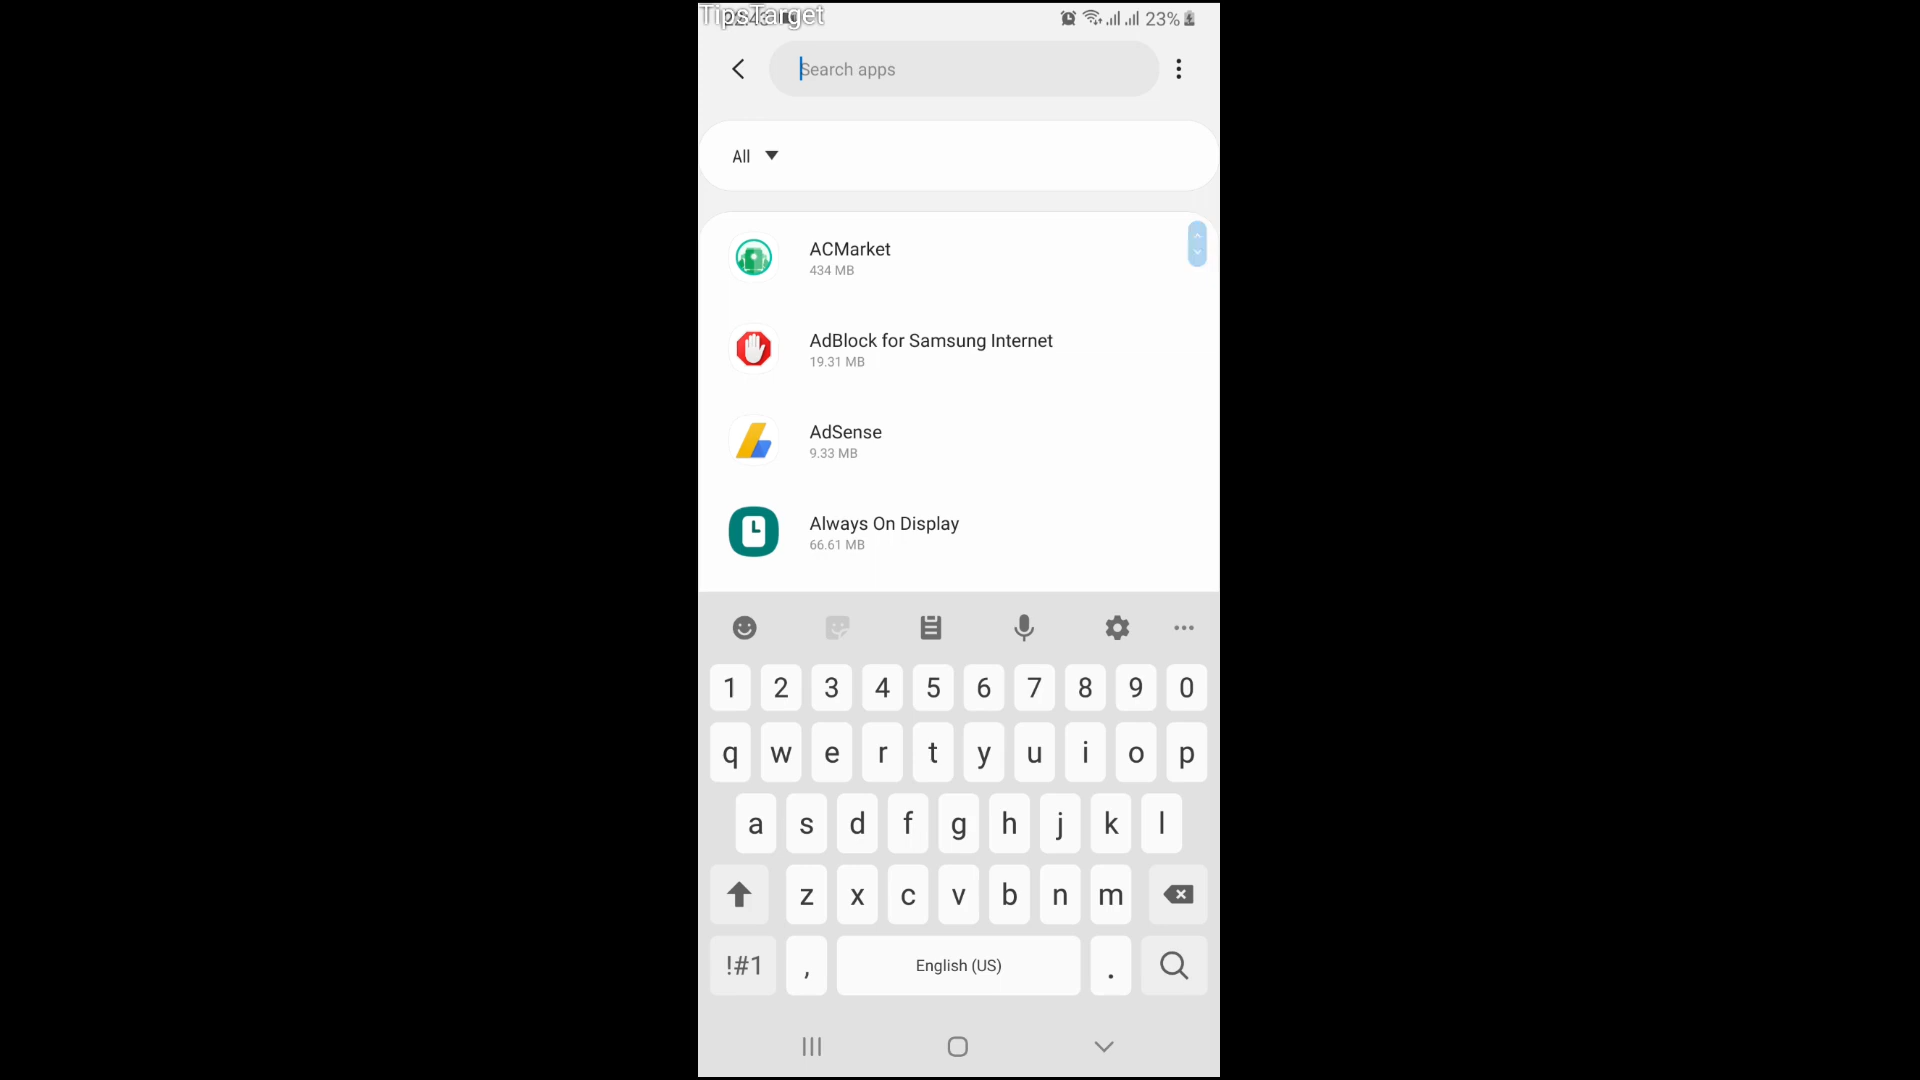 TipsTarget
23%
Search apps
All
ACMarket
434 MB
AdBlock for Samsung Internet
19.31 MB
AdSense
9.33 MB
Always On Display
66.61 MB
1 2 3 4 5 6 7 8 9 0
q w e r t y u i o p
a s d f g h j k l
z x c v b n m
!#1 , English (US) .